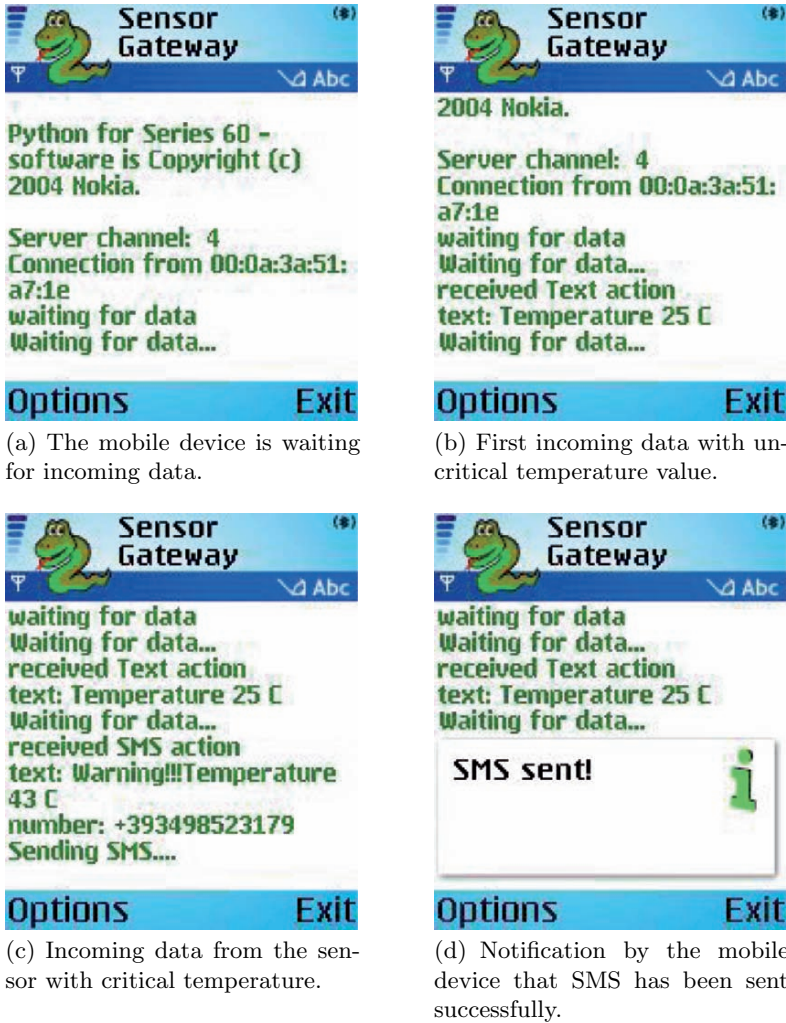 Sensor
Gateway
Abc
Python for Series 60 -
software is Copyright (c)
2004 Nokia.
Server channel: 4
Connection from 00:0a:3a:51:
a7:1e
waiting for data
Waiting for data...
Options Exit
(a) The mobile device is waiting
for incoming data.
Sensor
Gateway
Abc
2004 Nokia.
Server channel: 4
Connection from 00:0a:3a:51:
a7:1e
waiting for data
Waiting for data...
received Text action
text: Temperature 25 C
Waiting for data...
Options Exit
(b) First incoming data with un-
critical temperature value.
Sensor
Gateway
Abc
waiting for data
Waiting for data...
received Text action
text: Temperature 25 C
Waiting for data...
received SMS action
text: Warning!!!Temperature
43 C
number: +393498523179
Sending SMS....
Options Exit
(c) Incoming data from the sen-
sor with critical temperature.
Sensor
Gateway
Abc
waiting for data
Waiting for data...
received Text action
text: Temperature 25 C
Waiting for data...
SMS sent!
Options Exit
(d) Notification by the mobile
device that SMS has been sent
successfully.